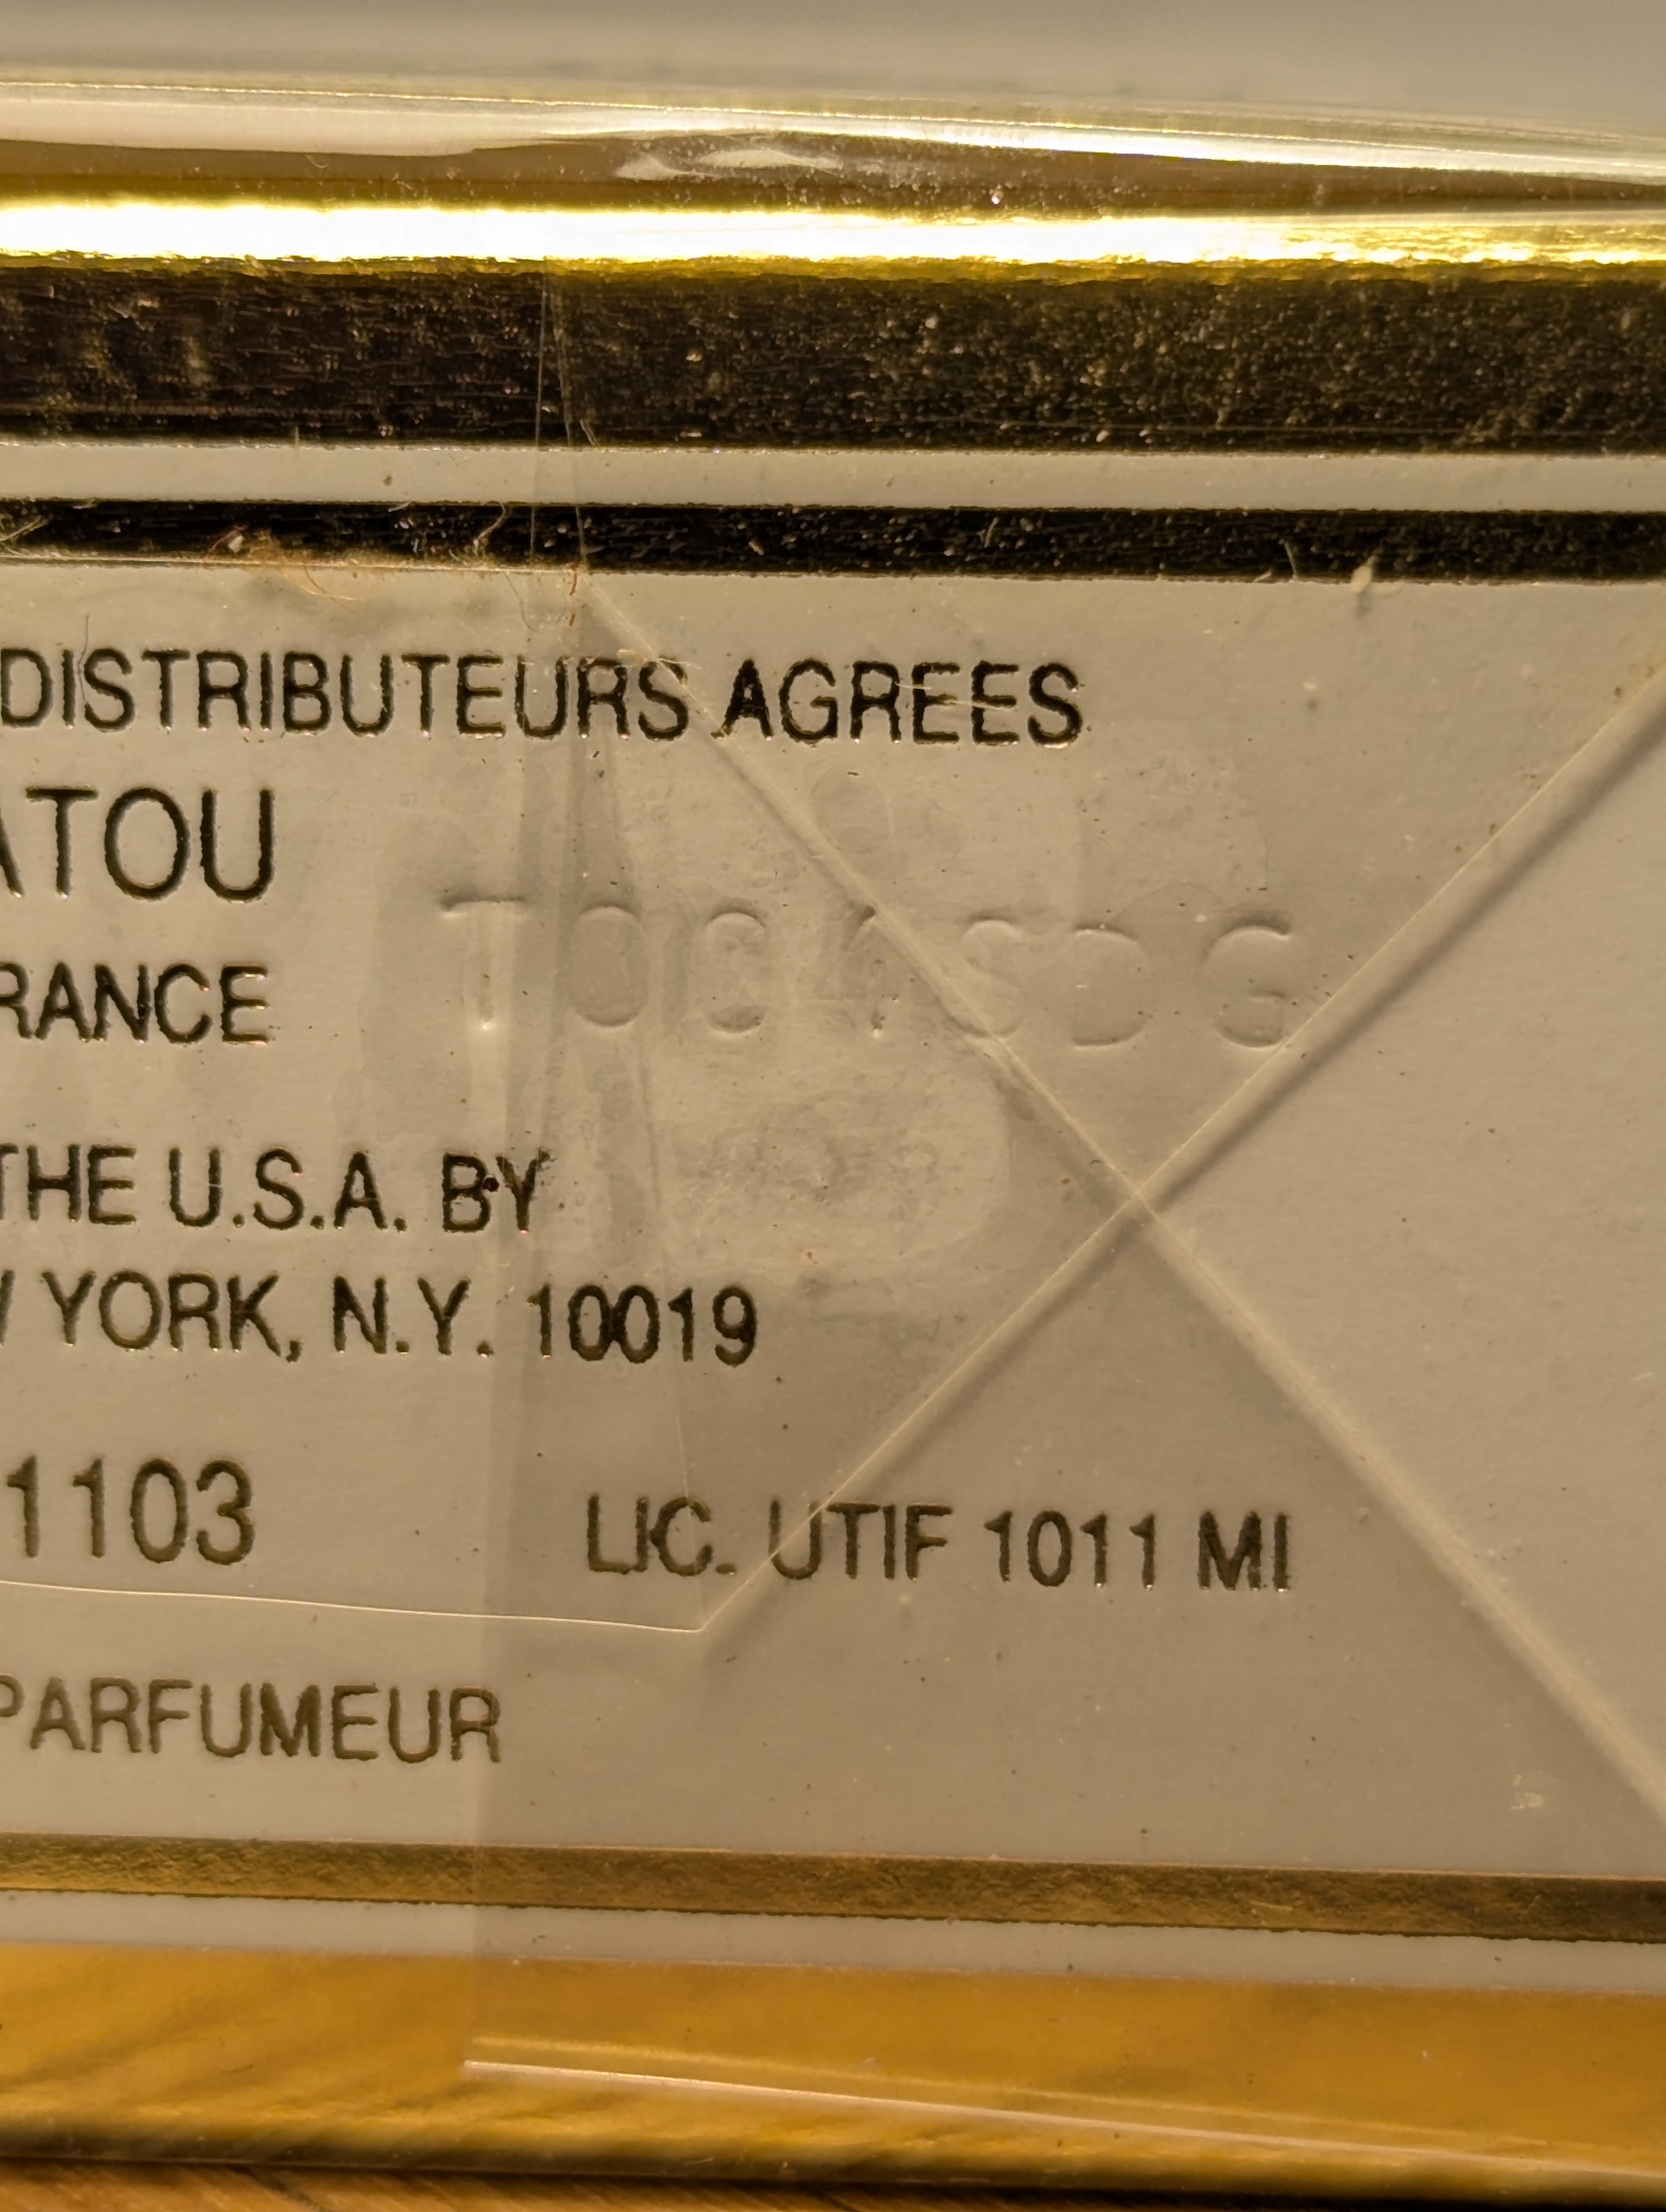 DISTRIBUTEURS AGREES
ATOU
RANCE
THE U.S.A. BY
YORK, N.Y. 10019
1103
LIC. UTIF 1011 MI
PARFUMEUR